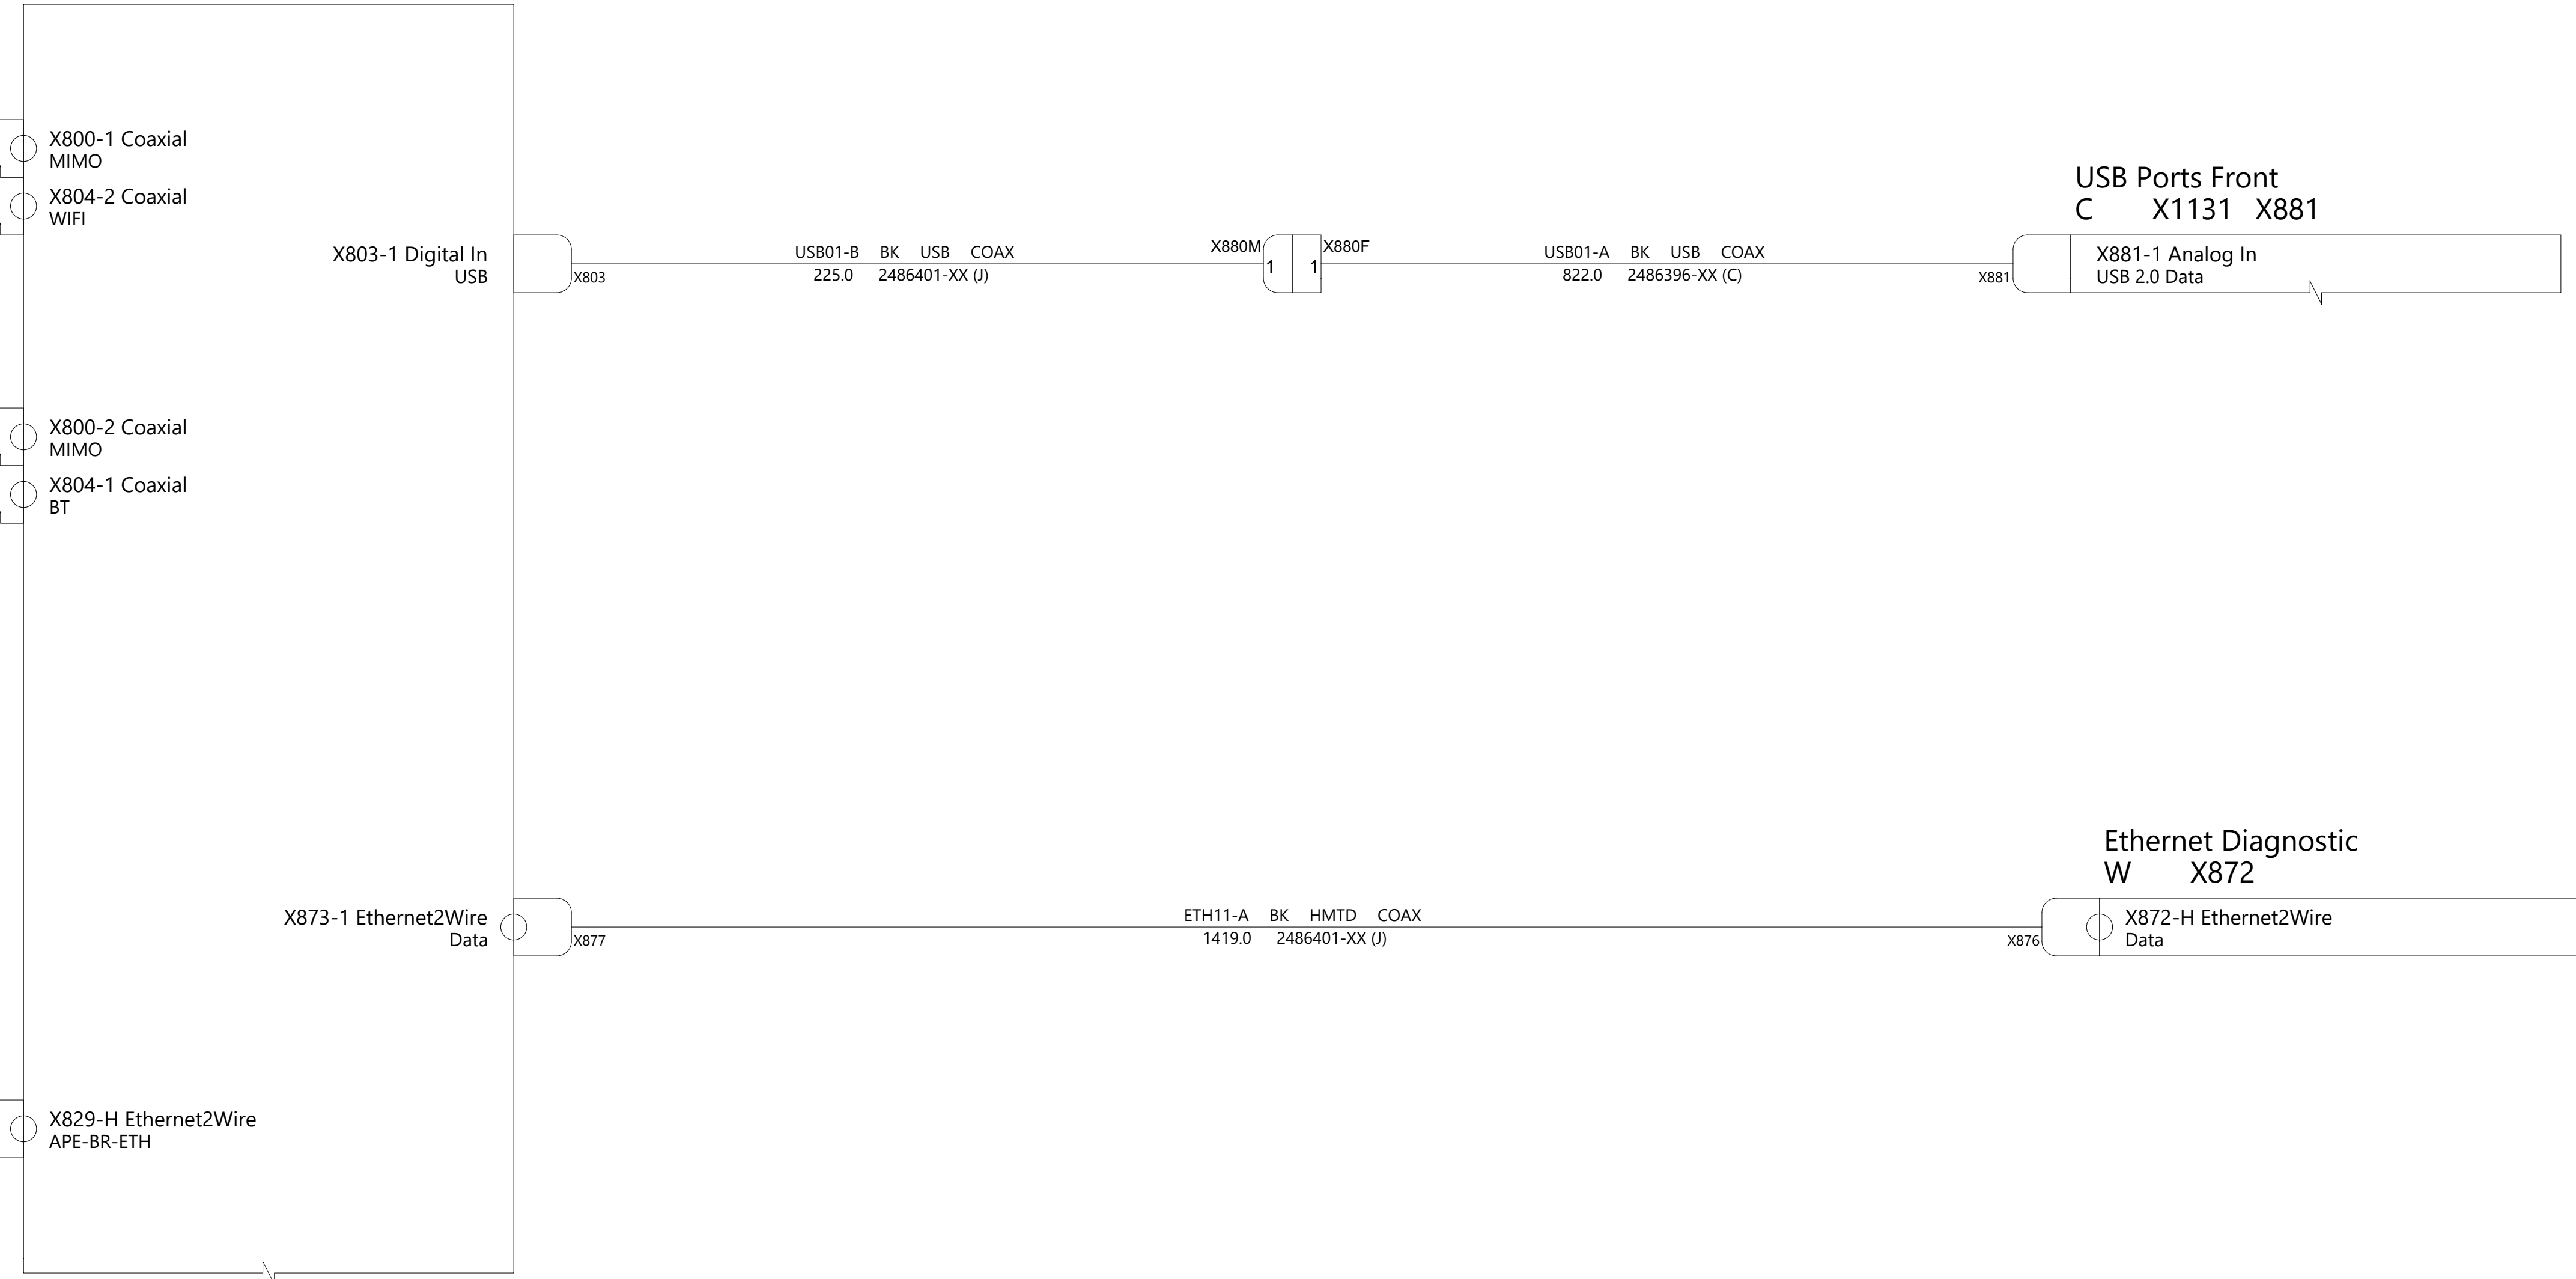 X800-1 Coaxial
MIMO
X804-2 Coaxial
WIFI
X803-1 Digital In
USB
X803
USB01-B BK USB COAX
225.0 2486401-XX (J)
X880M
1
1
X880F
USB01-A BK USB COAX
822.0 2486396-XX (C)
USB Ports Front
C X1131 X881
X881
X881-1 Analog In
USB 2.0 Data
X800-2 Coaxial
MIMO
X804-1 Coaxial
BT
X873-1 Ethernet2Wire
Data
X877
ETH11-A BK HMTD COAX
1419.0 2486401-XX (J)
Ethernet Diagnostic
W X872
X876
X872-H Ethernet2Wire
Data
X829-H Ethernet2Wire
APE-BR-ETH